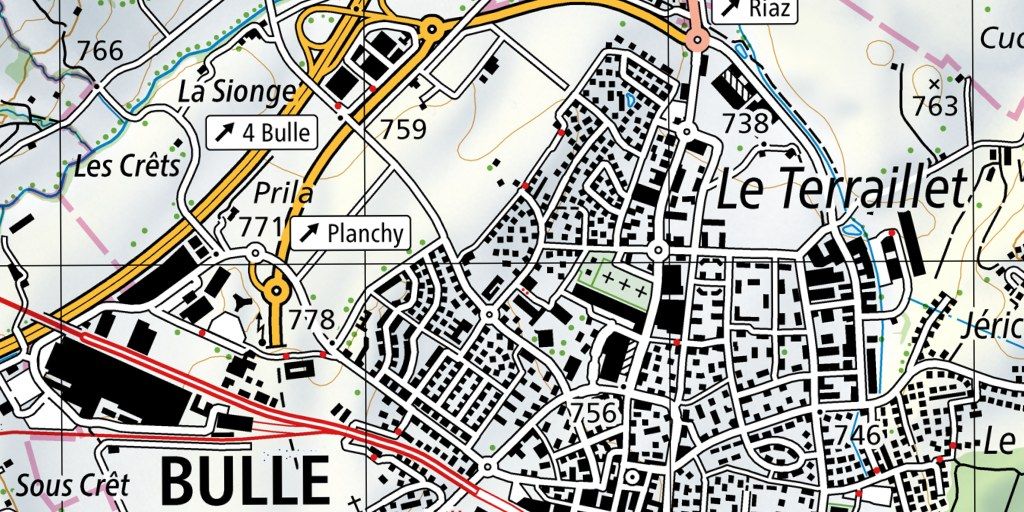 Riaz
766
Cuc
La Sionge
763
4 Bulle
759
738
Les Crêts
Prila
Le Terraillet
771
Planchy
778
Jéric
756
746
Le
BULLE
Sous Crêt